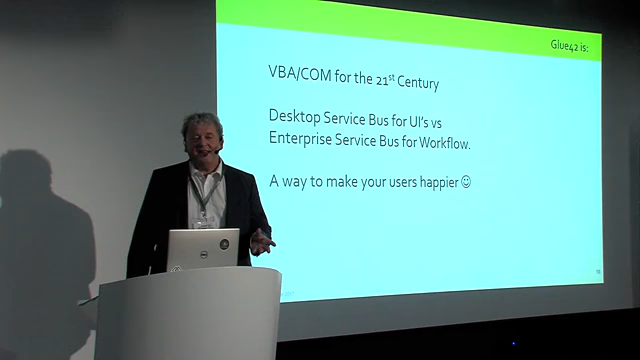 Glue42 is:
VBA/COM for the 21st Century
Desktop Service Bus for UI's vs
Enterprise Service Bus for Workflow.
A way to make your users happier ☺